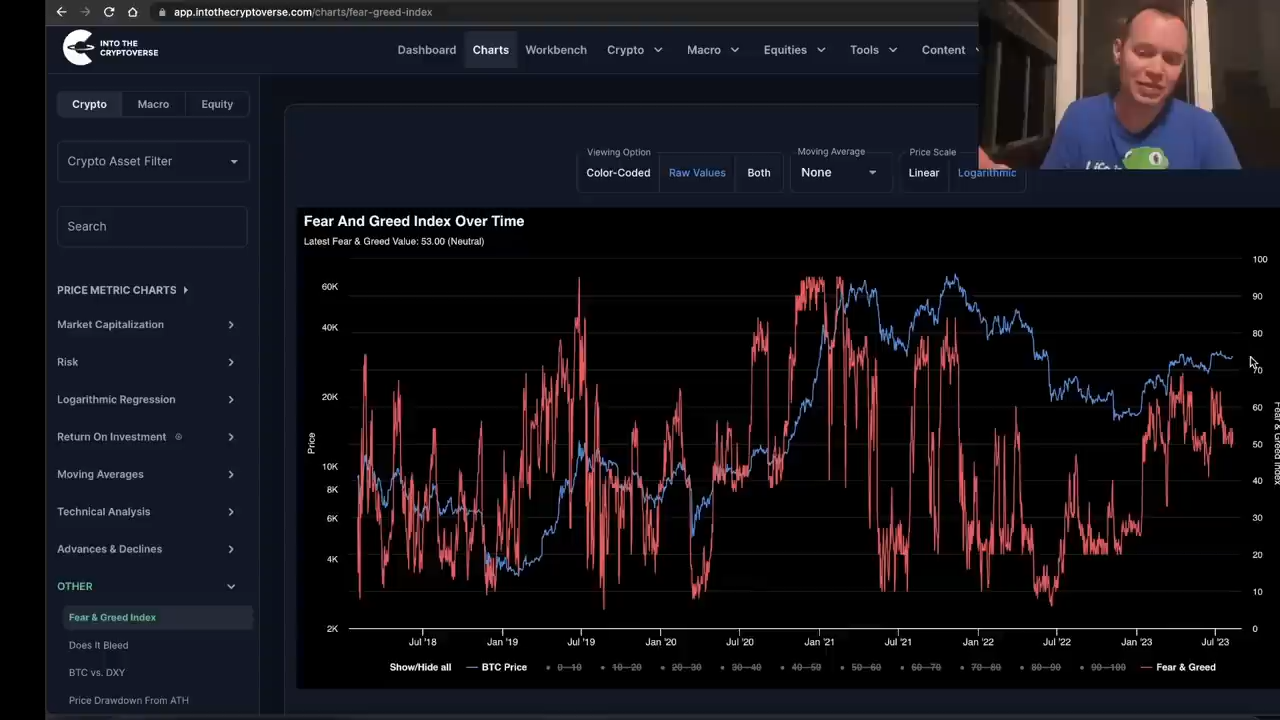 app.intothecryptoverse.com/charts/fear-greed-index
INTO THE
CRYPTOVERSE
Dashboard Charts Workbench Crypto Macro Equities Tools Content
Crypto Macro Equity
Crypto Asset Filter
Search
PRICE METRIC CHARTS
Market Capitalization
Risk
Logarithmic Regression
Return On Investment
Moving Averages
Technical Analysis
Advances & Declines
OTHER
Fear & Greed Index
Does It Bleed
BTC vs. DXY
Price Drawdown From ATH
Viewing Option
Color-Coded Raw Values Both
Moving Average
None
Price Scale
Linear Logarithmic
Fear And Greed Index Over Time
Latest Fear & Greed Value: 53.00 (Neutral)
Price
60K
40K
20K
10K
8K
6K
4K
2K
100
90
80
70
60
50
40
30
20
10
0
Fear & Greed Index
Jul '18 Jan '19 Jul '19 Jan '20 Jul '20 Jan '21 Jul '21 Jan '22 Jul '22 Jan '23 Jul '23
Show/Hide all BTC Price 0-10 10-20 20-30 30-40 40-50 50-60 60-70 70-80 80-90 90-100 Fear & Greed